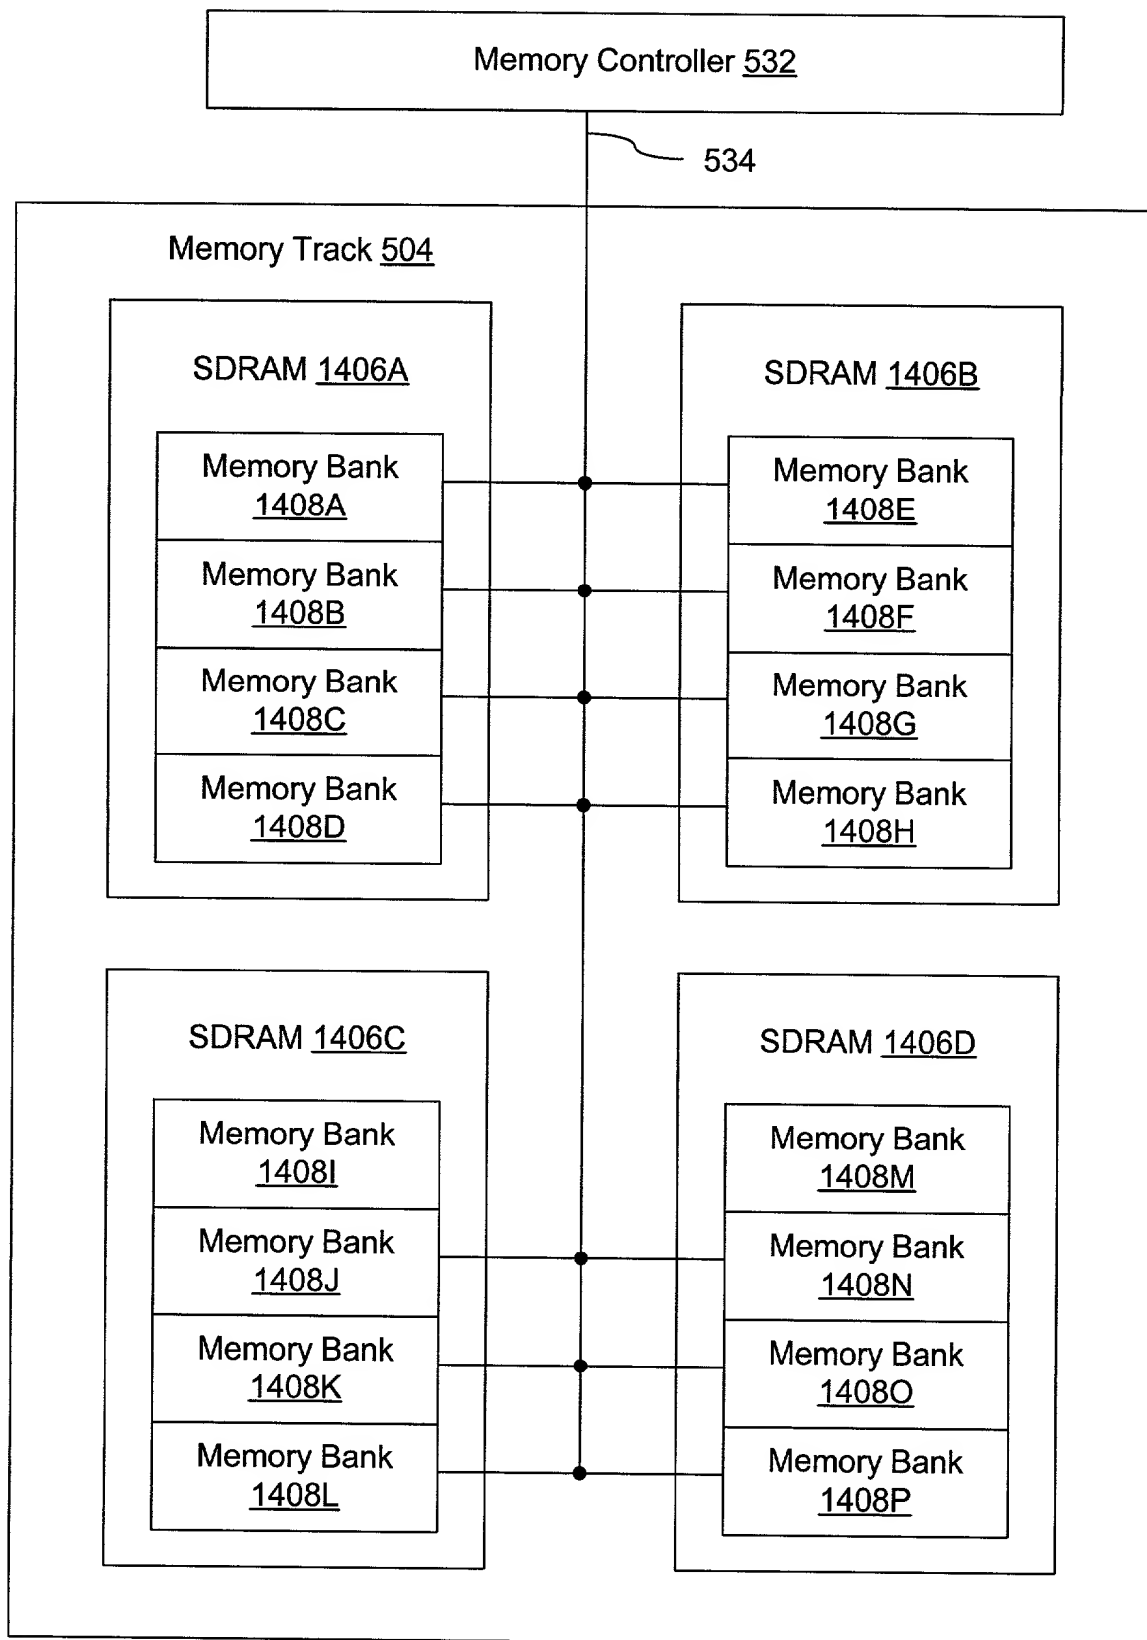 Memory Controller 532
534
Memory Track 504
SDRAM 1406A
Memory Bank
1408A
Memory Bank
1408B
Memory Bank
1408C
Memory Bank
1408D
SDRAM 1406B
Memory Bank
1408E
Memory Bank
1408F
Memory Bank
1408G
Memory Bank
1408H
SDRAM 1406C
Memory Bank
1408I
Memory Bank
1408J
Memory Bank
1408K
Memory Bank
1408L
SDRAM 1406D
Memory Bank
1408M
Memory Bank
1408N
Memory Bank
1408O
Memory Bank
1408P